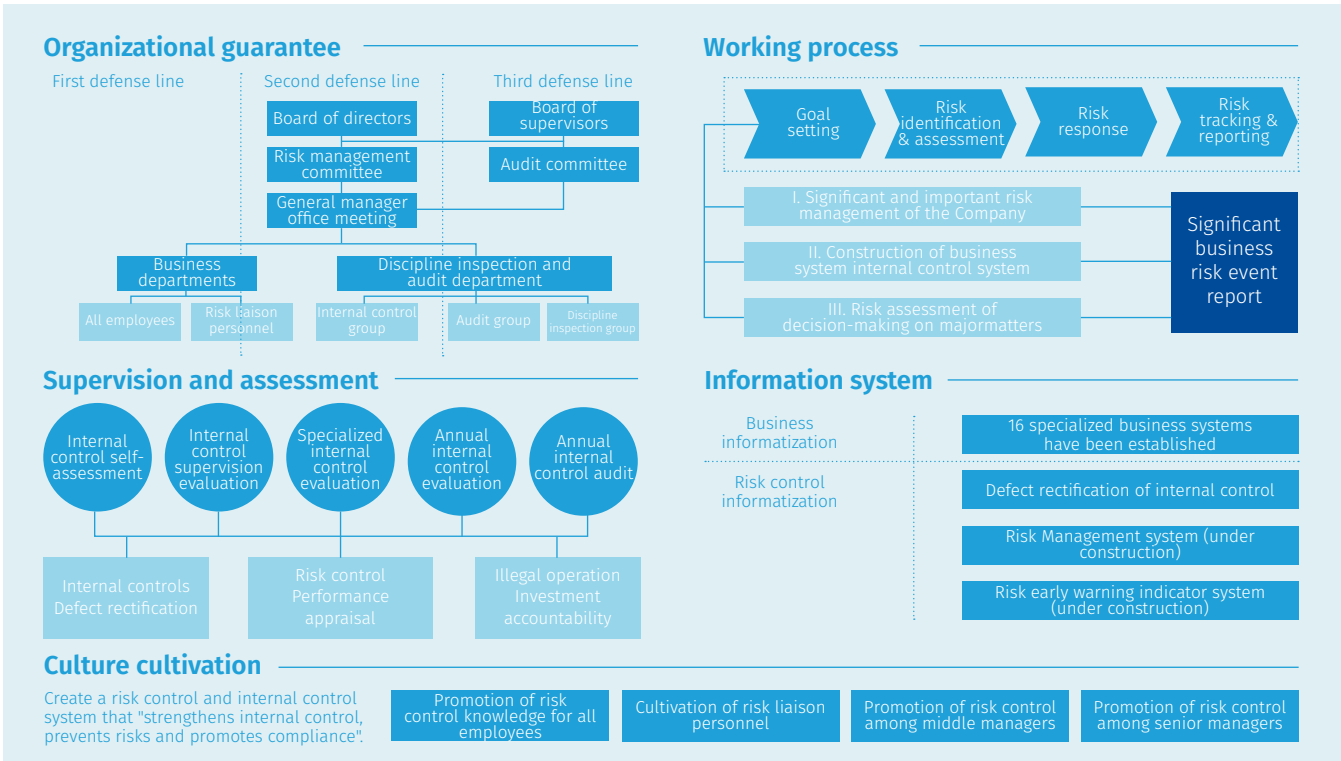 Organizational guarantee
First defense line
Second defense line
Third defense line
Board of directors
Board of
supervisors
Risk management
committee
Audit committee
General manager
office meeting
Business
departments
Discipline inspection and
audit department
All employees
Risk liaison
personnel
Internal control
group
Audit group
Discipline
inspection group
Working process
Goal
setting
Risk
identification
& assessment
Risk
response
Risk
tracking &
reporting
I. Significant and important risk
management of the Company
II. Construction of business
system internal control system
III. Risk assessment of
decision-making on majormatters
Significant
business
risk event
report
Supervision and assessment
Internal
control self-
assessment
Internal
control
supervision
evaluation
Specialized
internal
control
evaluation
Annual
internal
control
evaluation
Annual
internal
control audit
Internal controls
Defect rectification
Risk control
Performance
appraisal
Illegal operation
Investment
accountability
Information system
Business
informatization
16 specialized business systems
have been established
Risk control
informatization
Defect rectification of internal control
Risk Management system (under
construction)
Risk early warning indicator system
(under construction)
Culture cultivation
Create a risk control and internal control
system that "strengthens internal control,
prevents risks and promotes compliance".
Promotion of risk
control knowledge for all
employees
Cultivation of risk liaison
personnel
Promotion of risk control
among middle managers
Promotion of risk control
among senior managers